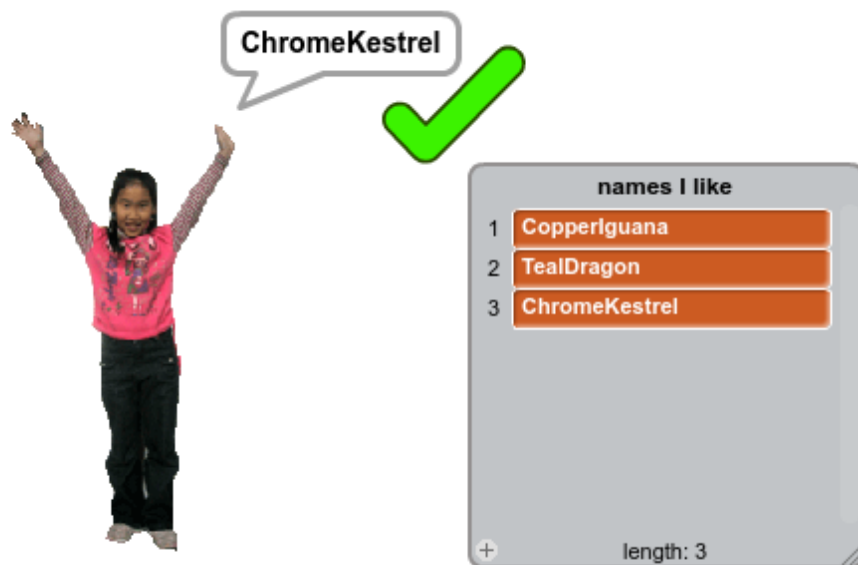 ChromeKestrel
names I like
1 CopperIguana
2 TealDragon
3 ChromeKestrel
+ length: 3